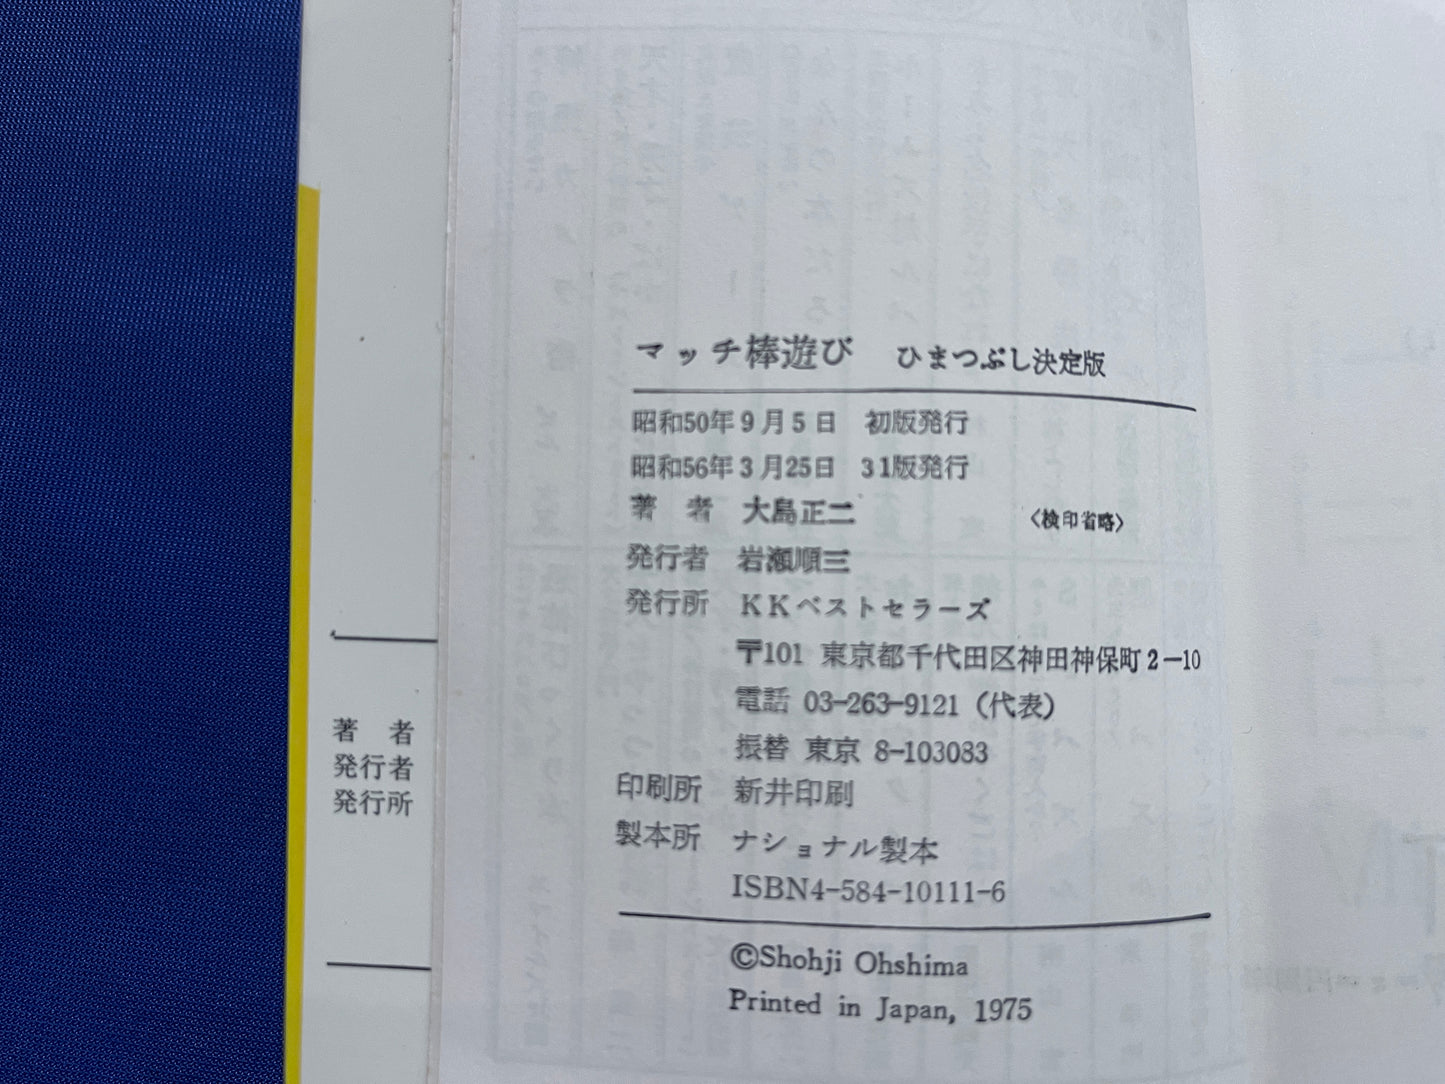 マッチ棒遊び ひまつぶし決定版
昭和50年9月5日 初版発行
昭和56年3月25日 31版発行
著 者 大島正二 〈検印省略〉
発行者 岩瀬順三
発行所 KKベストセラーズ
〒101 東京都千代田区神田神保町2-10
電話 03-263-9121 (代表)
振替 東京 8-103083
印刷所 新井印刷
製本所 ナショナル製本
ISBN4-584-10111-6
©Shohji Ohshima
Printed in Japan, 1975
著 者
発行者
発行所